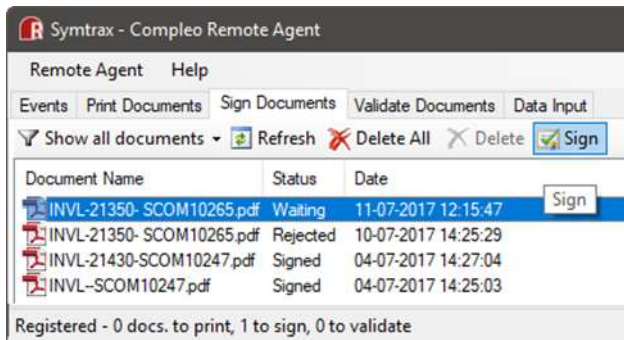 Symtrax - Compleo Remote Agent
Remote Agent Help
Events Print Documents Sign Documents Validate Documents Data Input
Show all documents Refresh Delete All Delete Sign
Document Name Status Date
Sign
INVL-21350- SCOM10265.pdf Waiting 11-07-2017 12:15:47
INVL-21350- SCOM10265.pdf Rejected 10-07-2017 14:25:29
INVL-21430-SCOM10247.pdf Signed 04-07-2017 14:27:04
INVL--SCOM10247.pdf Signed 04-07-2017 14:25:03
Registered - 0 docs. to print, 1 to sign, 0 to validate